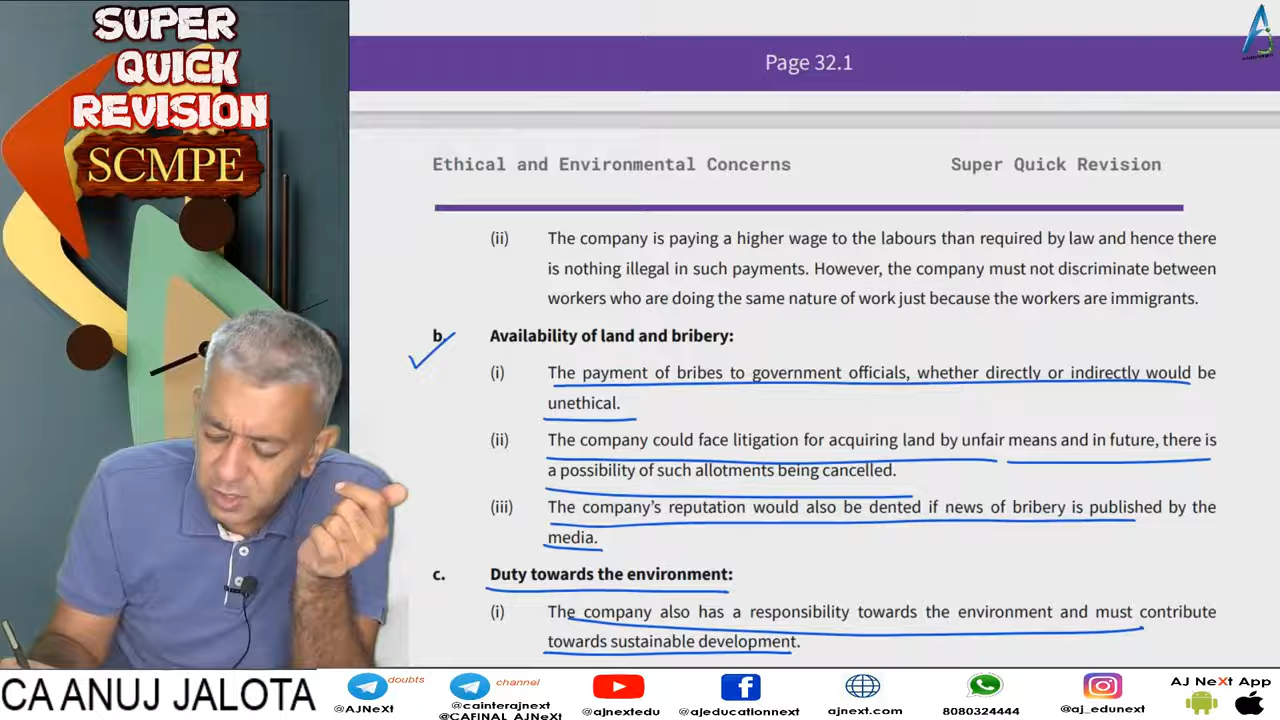 SUPER
QUICK
REVISION
SCMPE
Page 32.1
Ethical and Environmental Concerns Super Quick Revision
(ii) The company is paying a higher wage to the labours than required by law and hence there
is nothing illegal in such payments. However, the company must not discriminate between
workers who are doing the same nature of work just because the workers are immigrants.
b. Availability of land and bribery:
(i) The payment of bribes to government officials, whether directly or indirectly would be
unethical.
(ii) The company could face litigation for acquiring land by unfair means and in future, there is
a possibility of such allotments being cancelled.
(iii) The company's reputation would also be dented if news of bribery is published by the
media.
c. Duty towards the environment:
(i) The company also has a responsibility towards the environment and must contribute
towards sustainable development.
CA ANUJ JALOTA
doubts
@AJNeXt
channel
@cainterajnext
@CAFINAL_AJNeXt
@ajnextedu
@ajeducationnext
ajnext.com
8080324444
@aj_edunext
AJ NeXt App